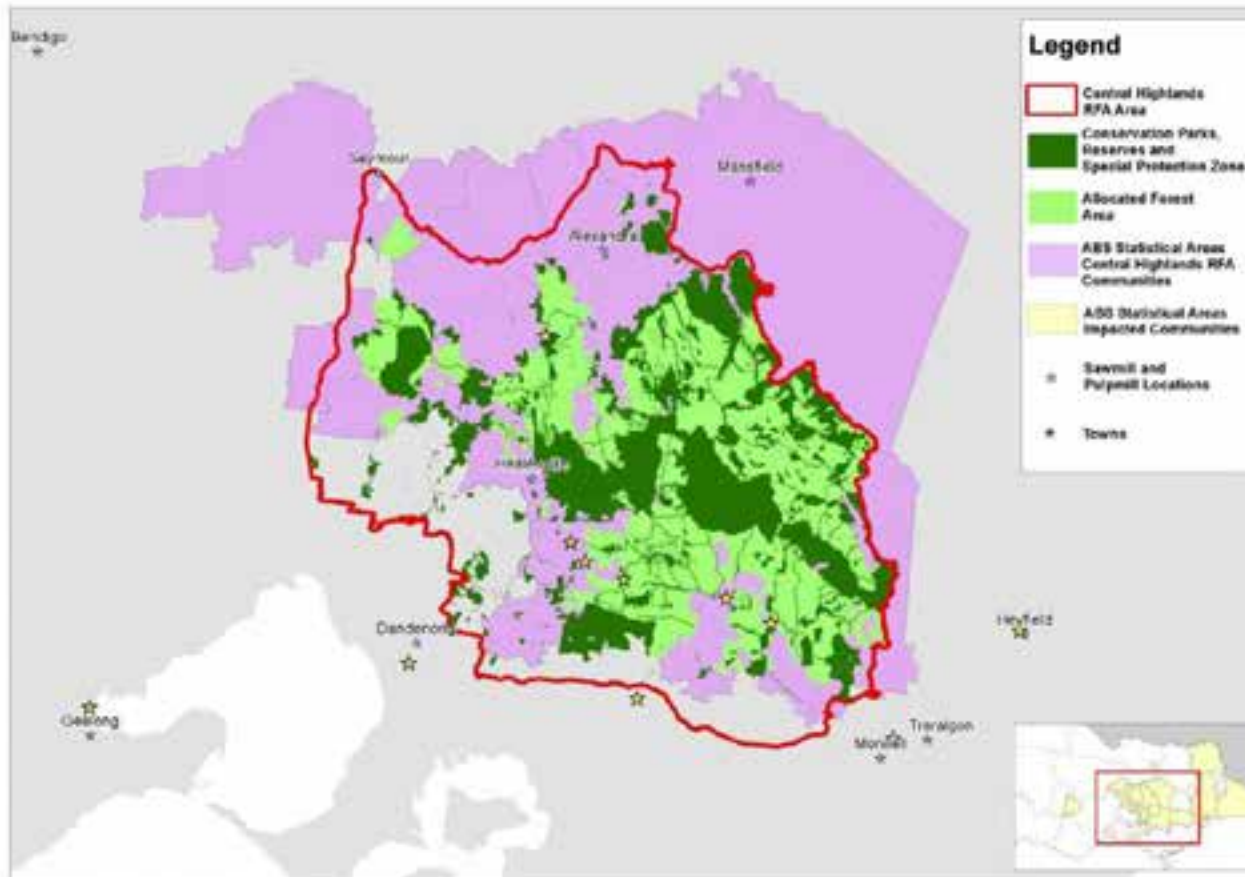 Bendigo
Seymour
Mansfield
Alexandra
Healesville
Dandenong
Geelong
Heyfield
Traralgon
Morwell
Legend
Central Highlands
RFA Area
Conservation Parks,
Reserves and
Special Protection Zone
Allocated Forest
Area
ABS Statistical Areas
Central Highlands RFA
Communities
ABS Statistical Areas
Impacted Communities
Sawmill and
Pulpmill Locations
Towns